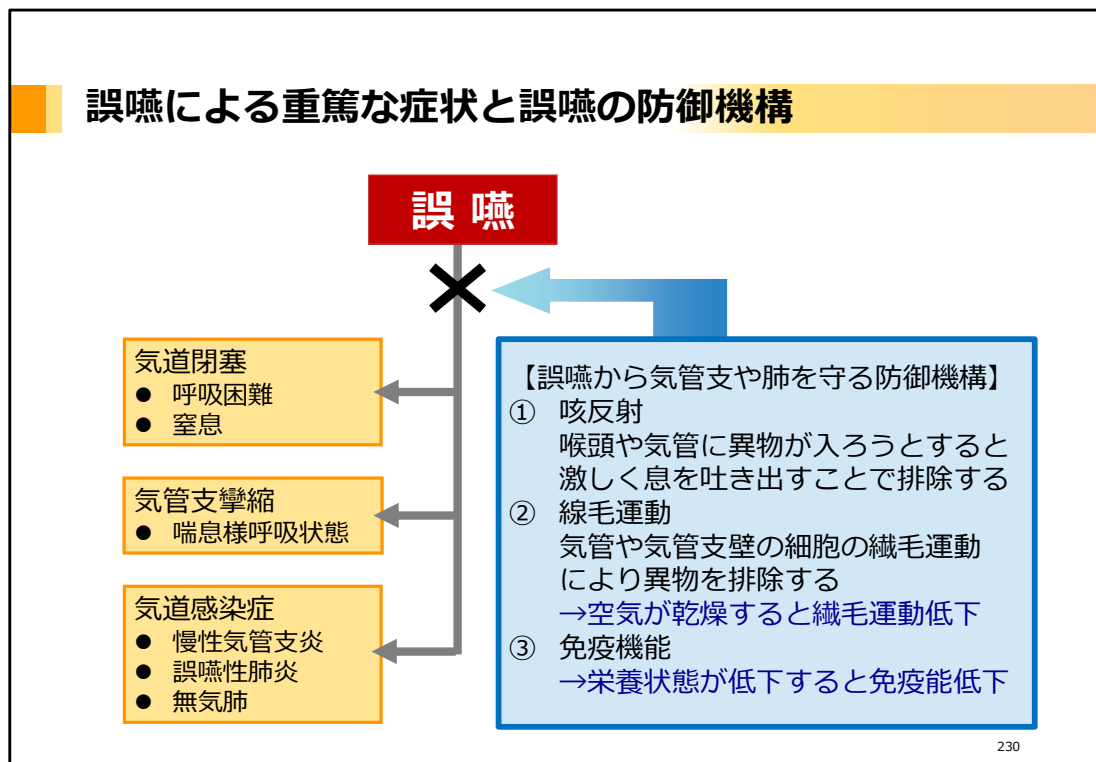 誤嚥による重篤な症状と誤嚥の防御機構
誤 嚥
気道閉塞
● 呼吸困難
● 窒息
気管支攣縮
● 喘息様呼吸状態
気道感染症
● 慢性気管支炎
● 誤嚥性肺炎
● 無気肺
【誤嚥から気管支や肺を守る防御機構】
① 咳反射
喉頭や気管に異物が入ろうとすると
激しく息を吐き出すことで排除する
② 線毛運動
気管や気管支壁の細胞の繊毛運動
により異物を排除する
→空気が乾燥すると繊毛運動低下
③ 免疫機能
→栄養状態が低下すると免疫能低下
230